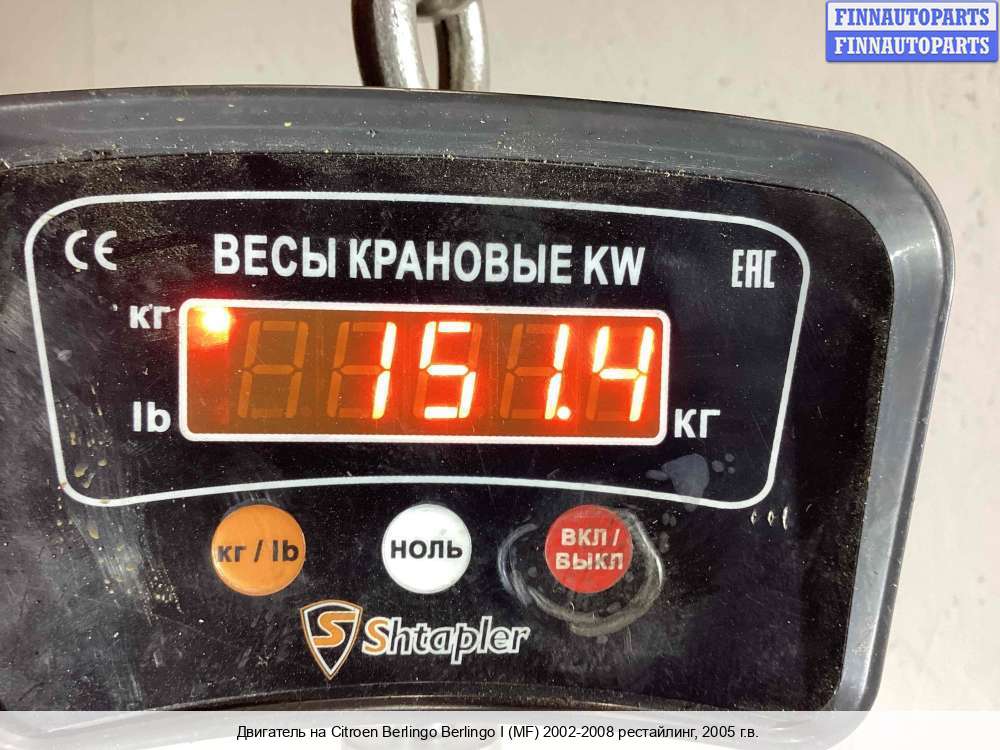 FINNAUTOPARTS
FINNAUTOPARTS
CE
ВЕСЫ КРАНОВЫЕ KW
EAC
кг
151.4
lb
КГ
кг / lb
НОЛЬ
ВКЛ /
ВЫКЛ
S Shtapler
Двигатель на Citroen Berlingo Berlingo I (MF) 2002-2008 рестайлинг, 2005 г.в.